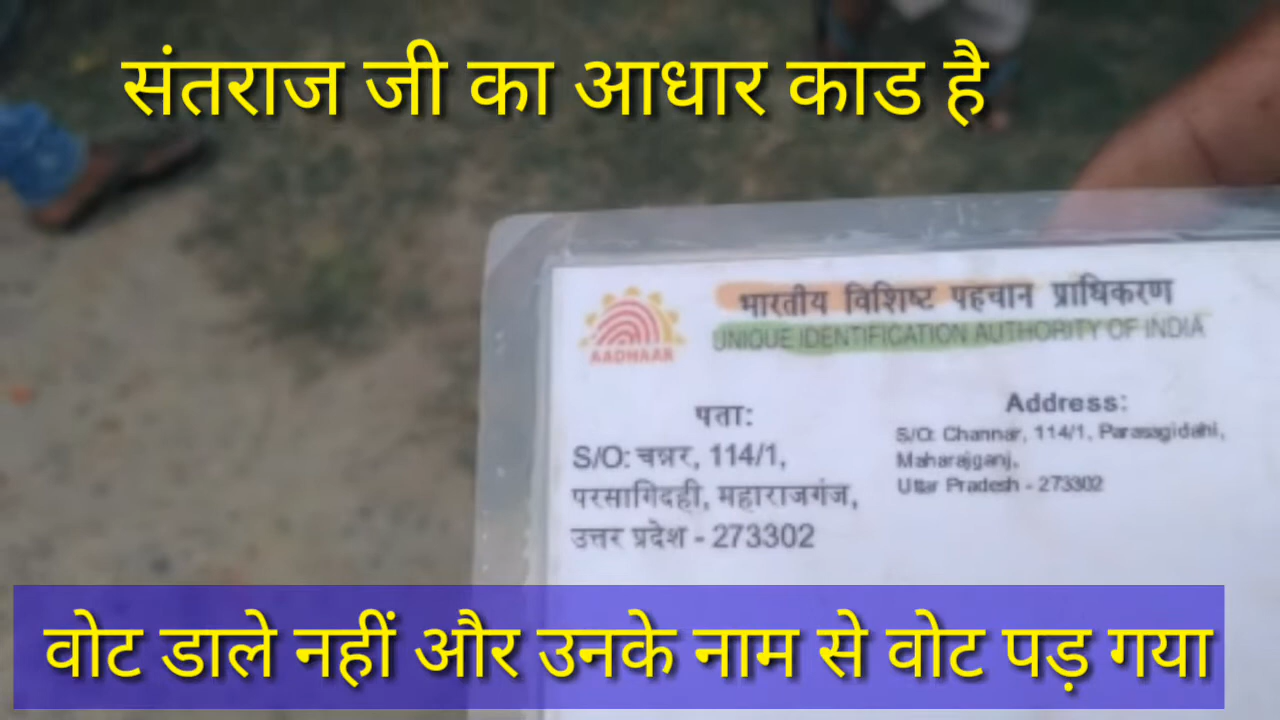 संतराज जी का आधार काड है
भारतीय विशिष्ट पहचान प्राधिकरण
UNIQUE IDENTIFICATION AUTHORITY OF INDIA
AADHAAR
पता:
S/O: चन्नर, 114/1,
परसागिदही, महाराजगंज,
उत्तर प्रदेश - 273302
Address:
S/O: Channar, 114/1, Parasagidahi,
Maharajganj,
Uttar Pradesh - 273302
वोट डाले नहीं और उनके नाम से वोट पड़ गया